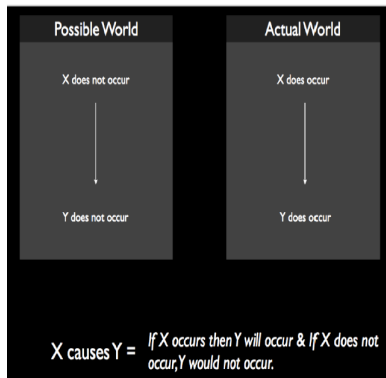 Possible World
Actual World
X does not occur
X does occur
Y does not occur
Y does occur
X causes Y = If X occurs then Y will occur & If X does not
occur,Y would not occur.